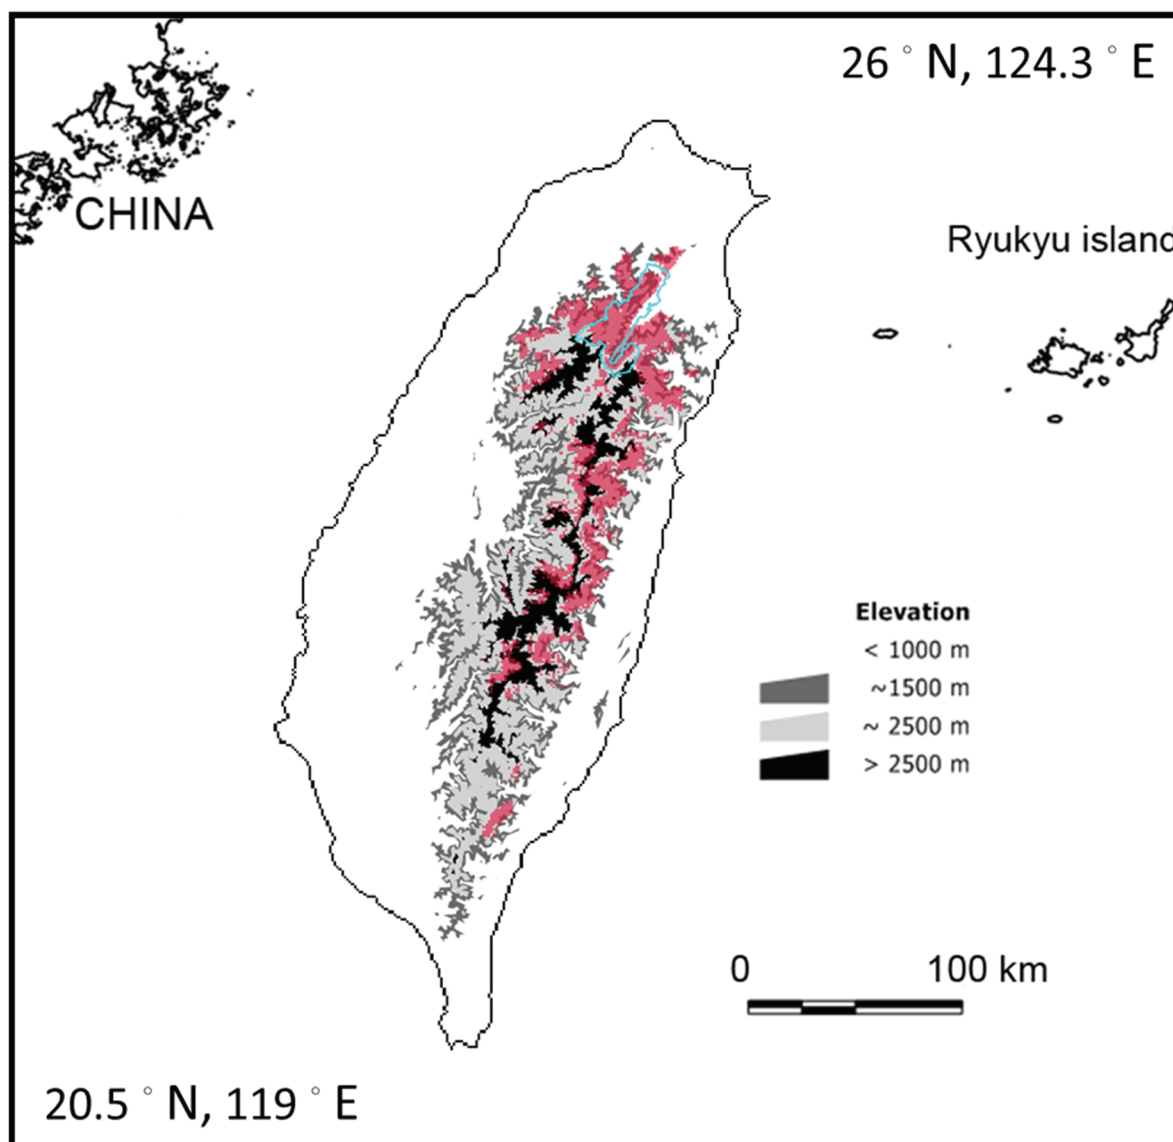 26 ° N, 124.3 ° E
CHINA
Ryukyu island
Elevation
< 1000 m
~1500 m
~ 2500 m
> 2500 m
0 100 km
20.5 ° N, 119 ° E